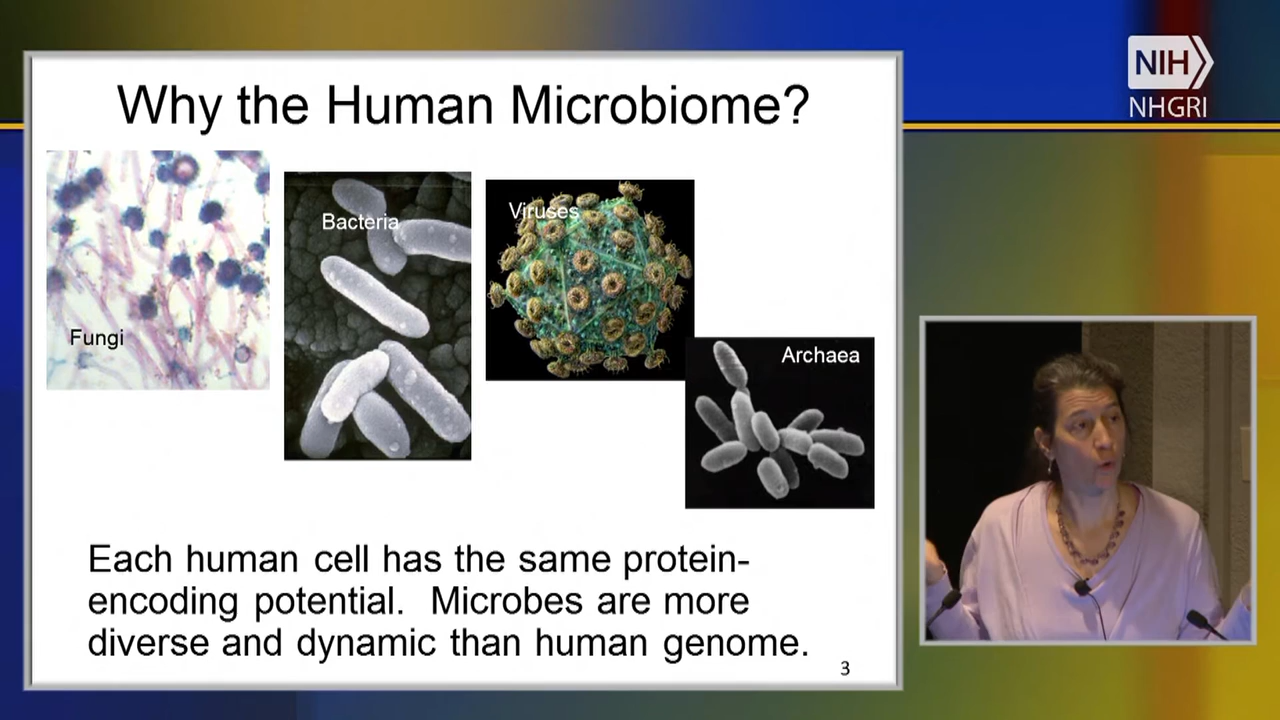 Why the Human Microbiome?
NIH
NHGRI
Fungi
Bacteria
Viruses
Archaea
Each human cell has the same protein-
encoding potential.  Microbes are more
diverse and dynamic than human genome.
3